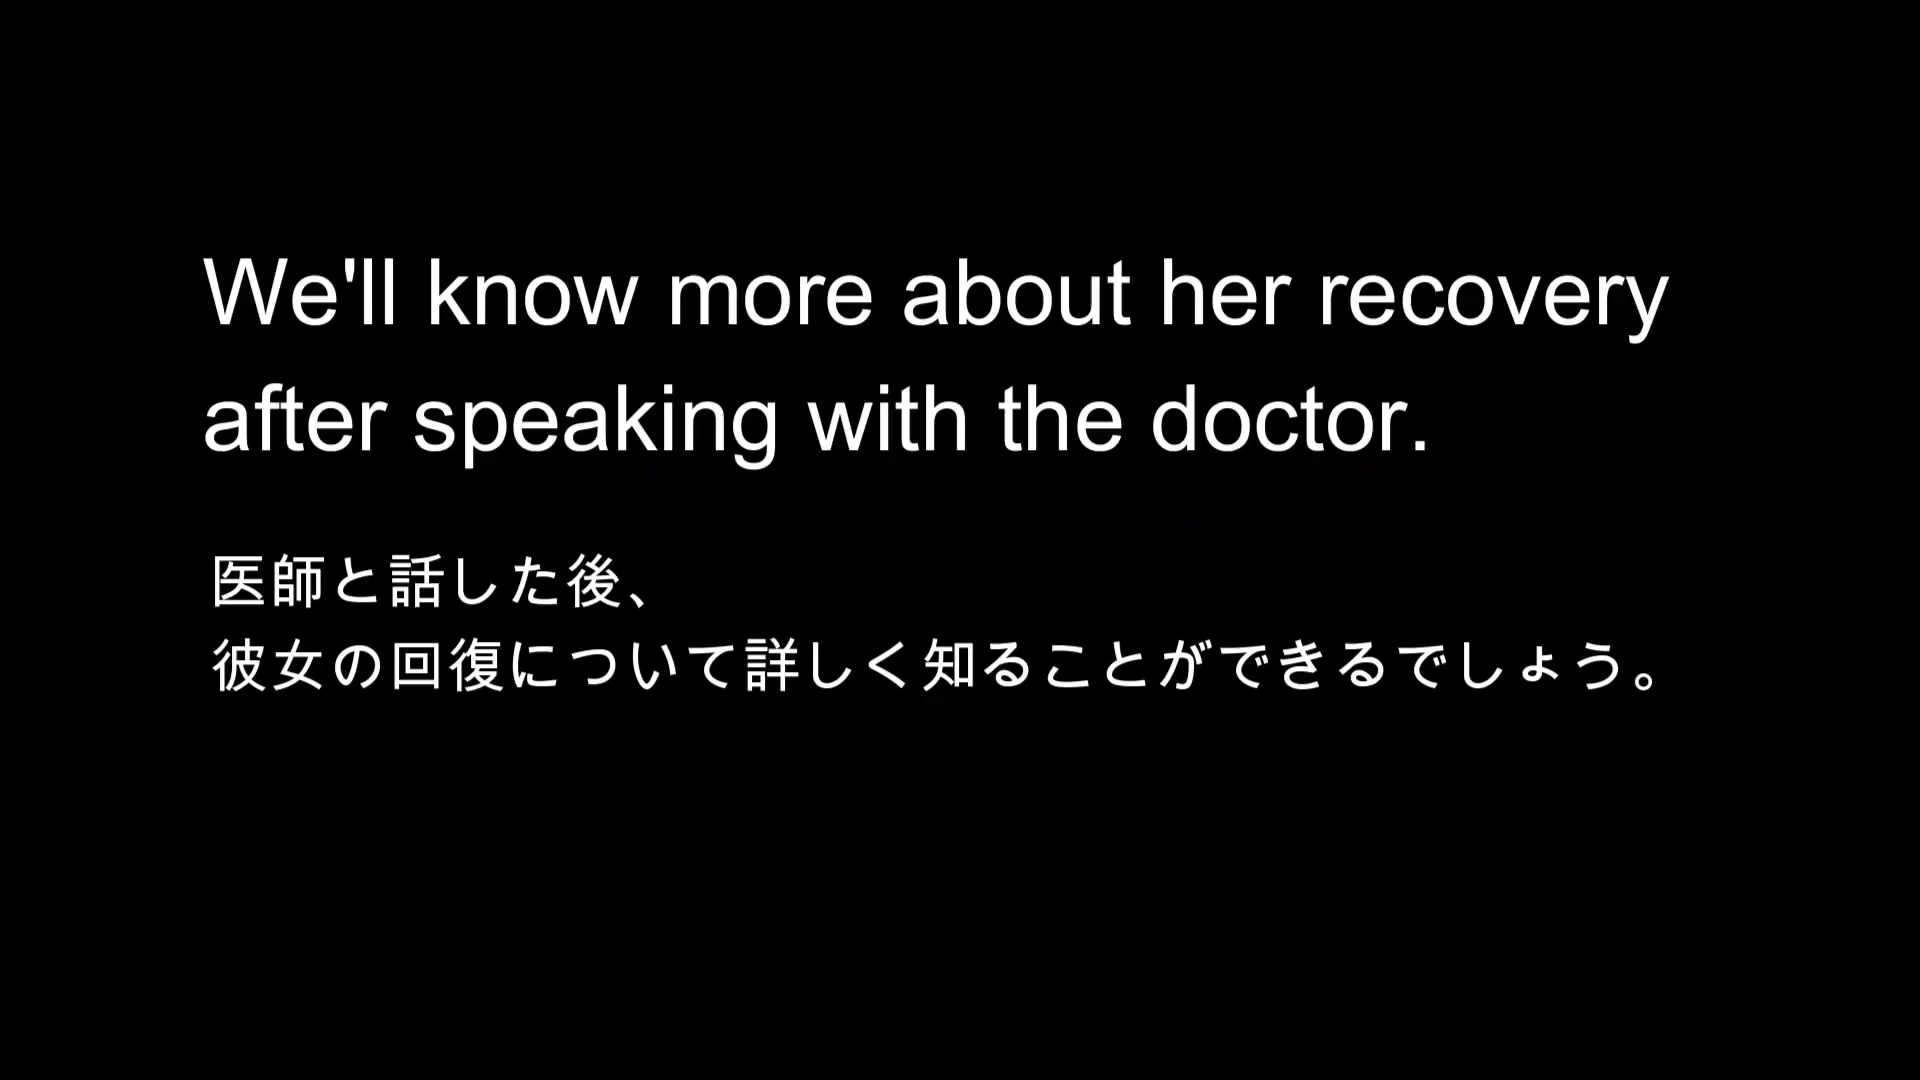 We'll know more about her recovery
after speaking with the doctor.
医師と話した後、
彼女の回復について詳しく知ることができるでしょう。